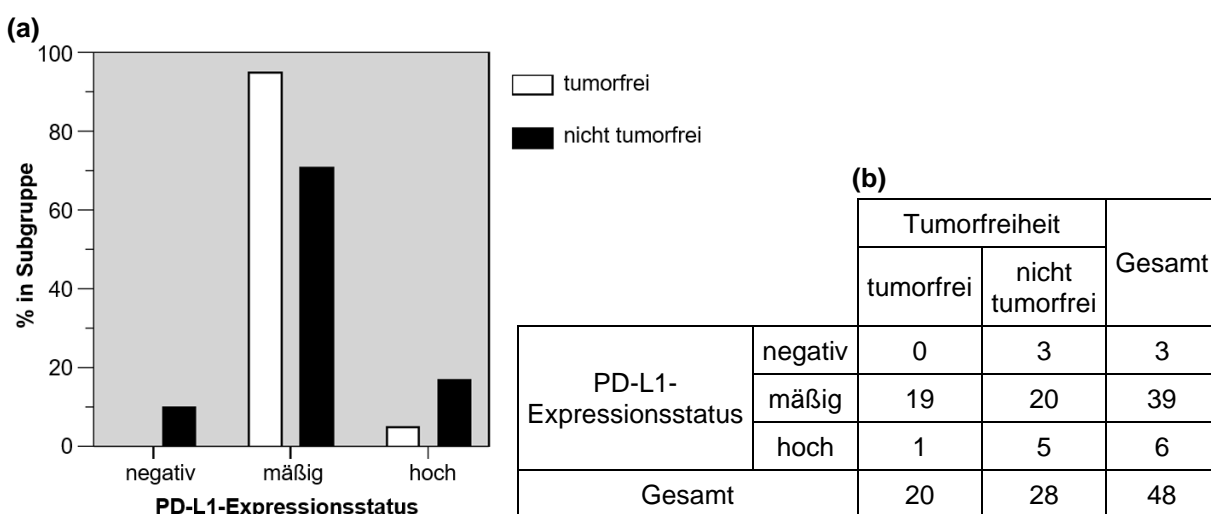 (a)
100
80
60
40
20
0
% in Subgruppe
negativ mäßig hoch
PD-L1-Expressionsstatus
tumorfrei
nicht tumorfrei
(b)
Tumorfreiheit Gesamt
tumorfrei nicht
tumorfrei
PD-L1-
Expressionsstatus
negativ 0 3 3
mäßig 19 20 39
hoch 1 5 6
Gesamt 20 28 48